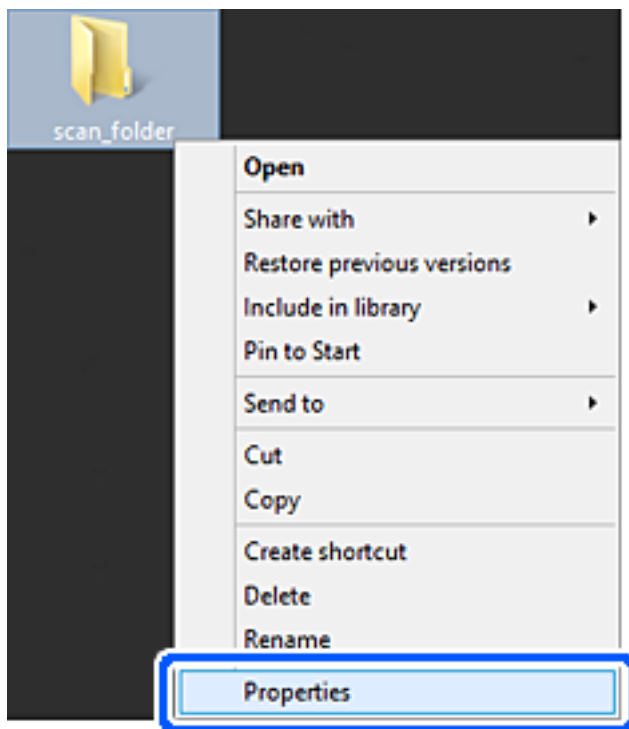 scan_folder
Open
Share with
Restore previous versions
Include in library
Pin to Start
Send to
Cut
Copy
Create shortcut
Delete
Rename
Properties